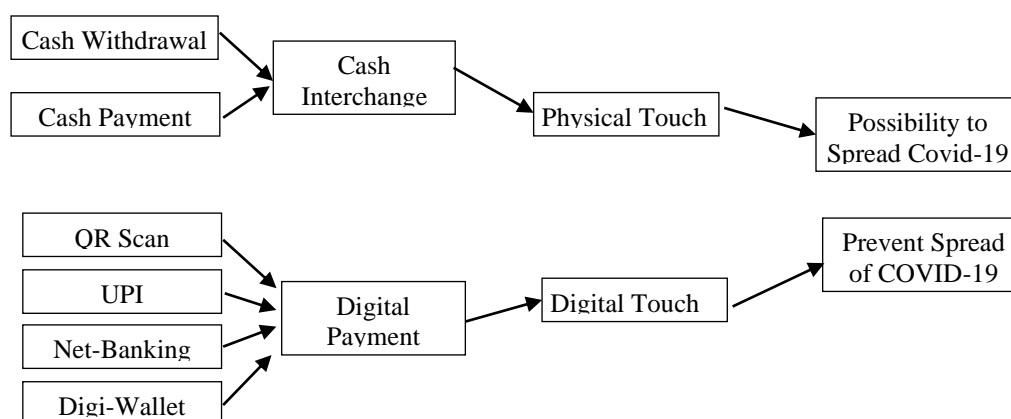 Cash Withdrawal
Cash Payment
Cash
Interchange
Physical Touch
Possibility to
Spread Covid-19
QR Scan
UPI
Net-Banking
Digi-Wallet
Digital
Payment
Digital Touch
Prevent Spread
of COVID-19